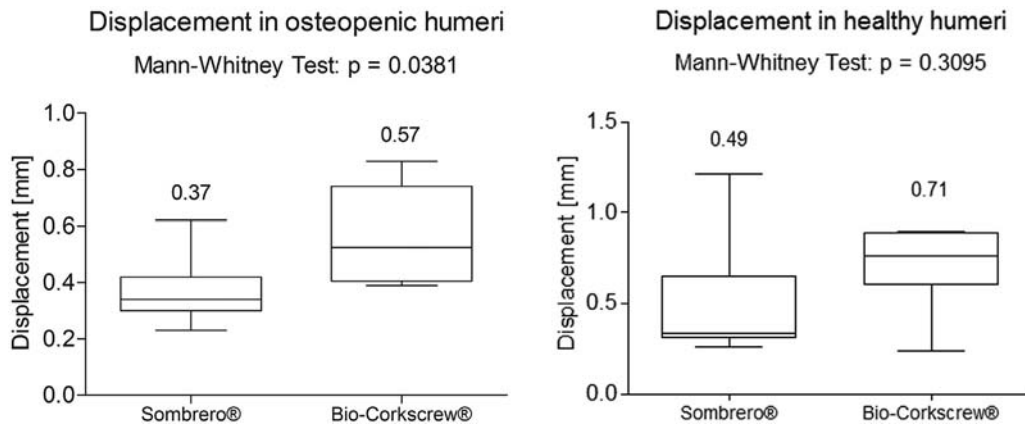 Displacement in osteopenic humeri
Mann-Whitney Test: p = 0.0381
Displacement [mm]
1.0
0.8
0.6
0.4
0.2
0.0
0.37
0.57
Sombrero®
Bio-Corkscrew®
Displacement in healthy humeri
Mann-Whitney Test: p = 0.3095
Displacement [mm]
1.5
1.0
0.5
0.0
0.49
0.71
Sombrero®
Bio-Corkscrew®